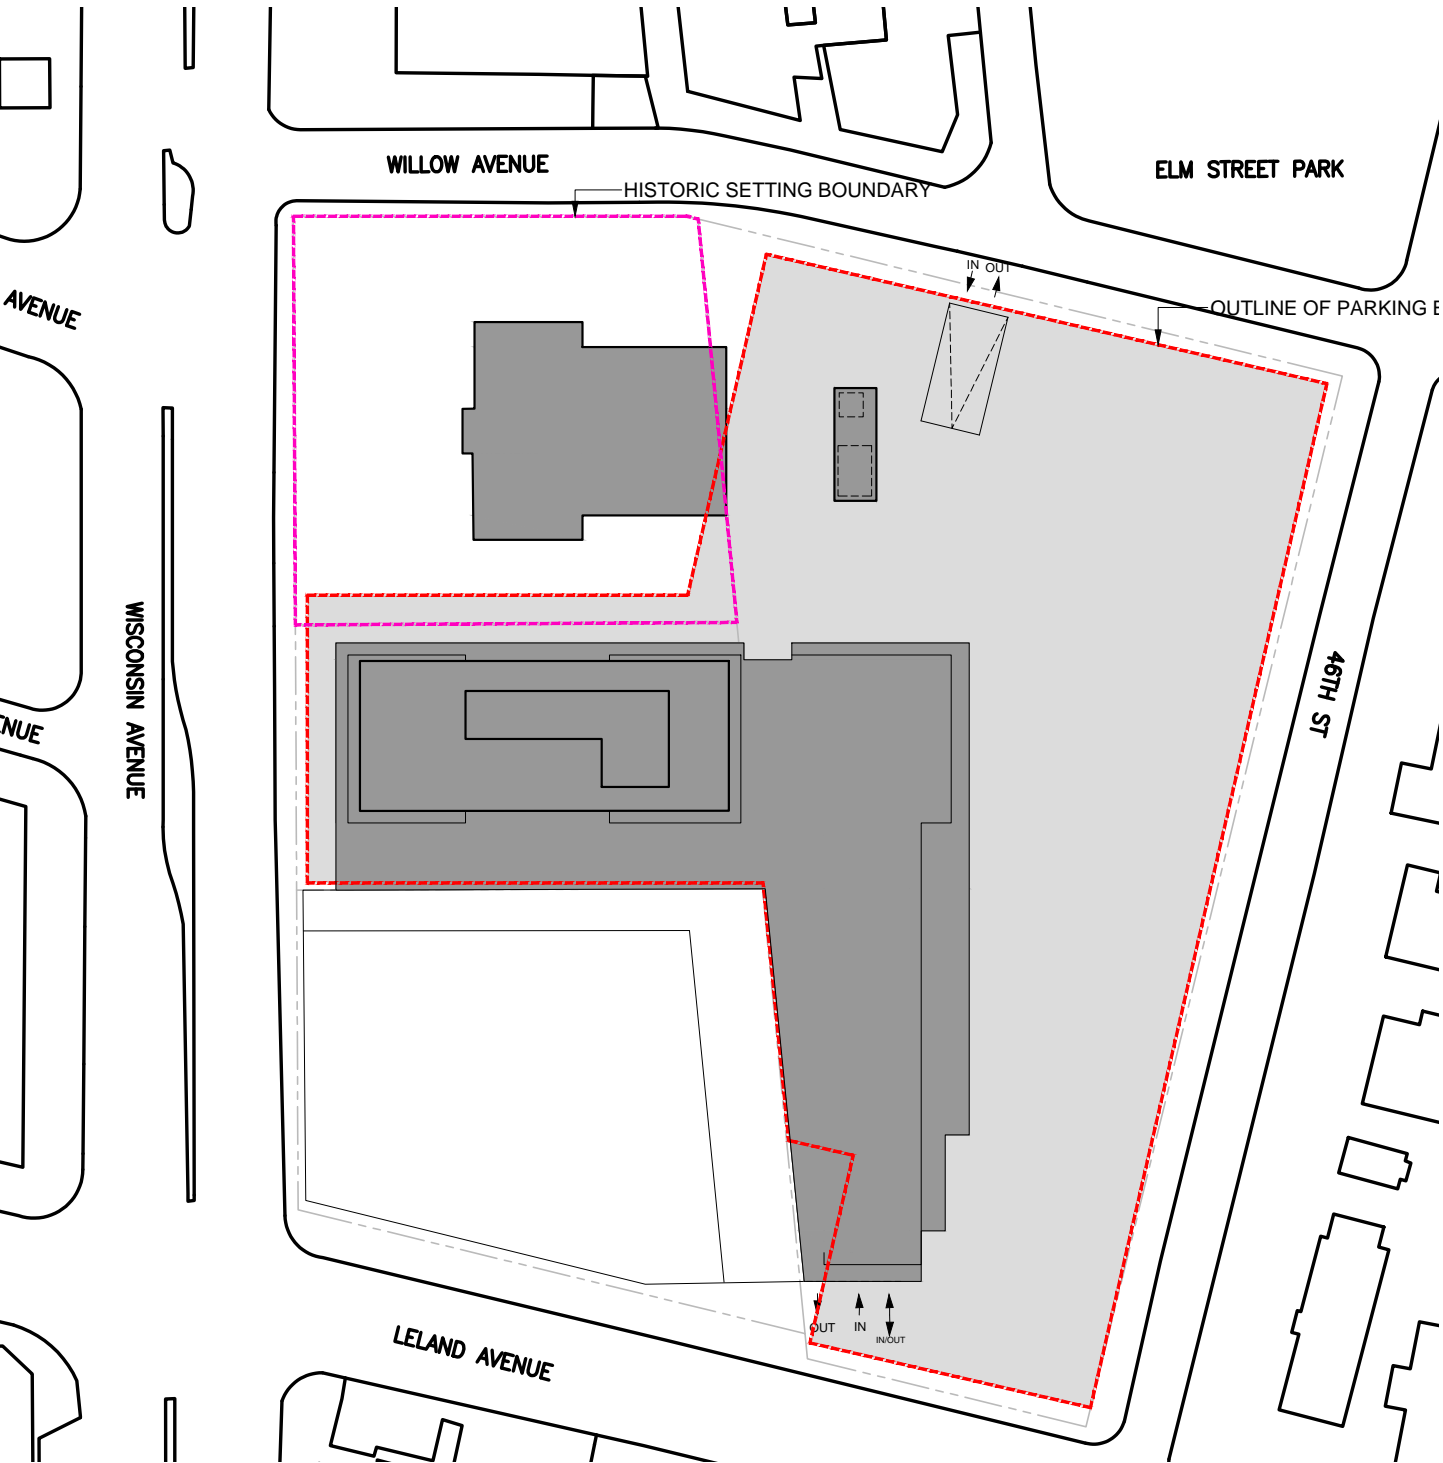 WILLOW AVENUE
ELM STREET PARK
HISTORIC SETTING BOUNDARY
IN OUT
AVENUE
OUTLINE OF PARKING
WISCONSIN AVENUE
46TH ST
OUT IN IN/OUT
LELAND AVENUE